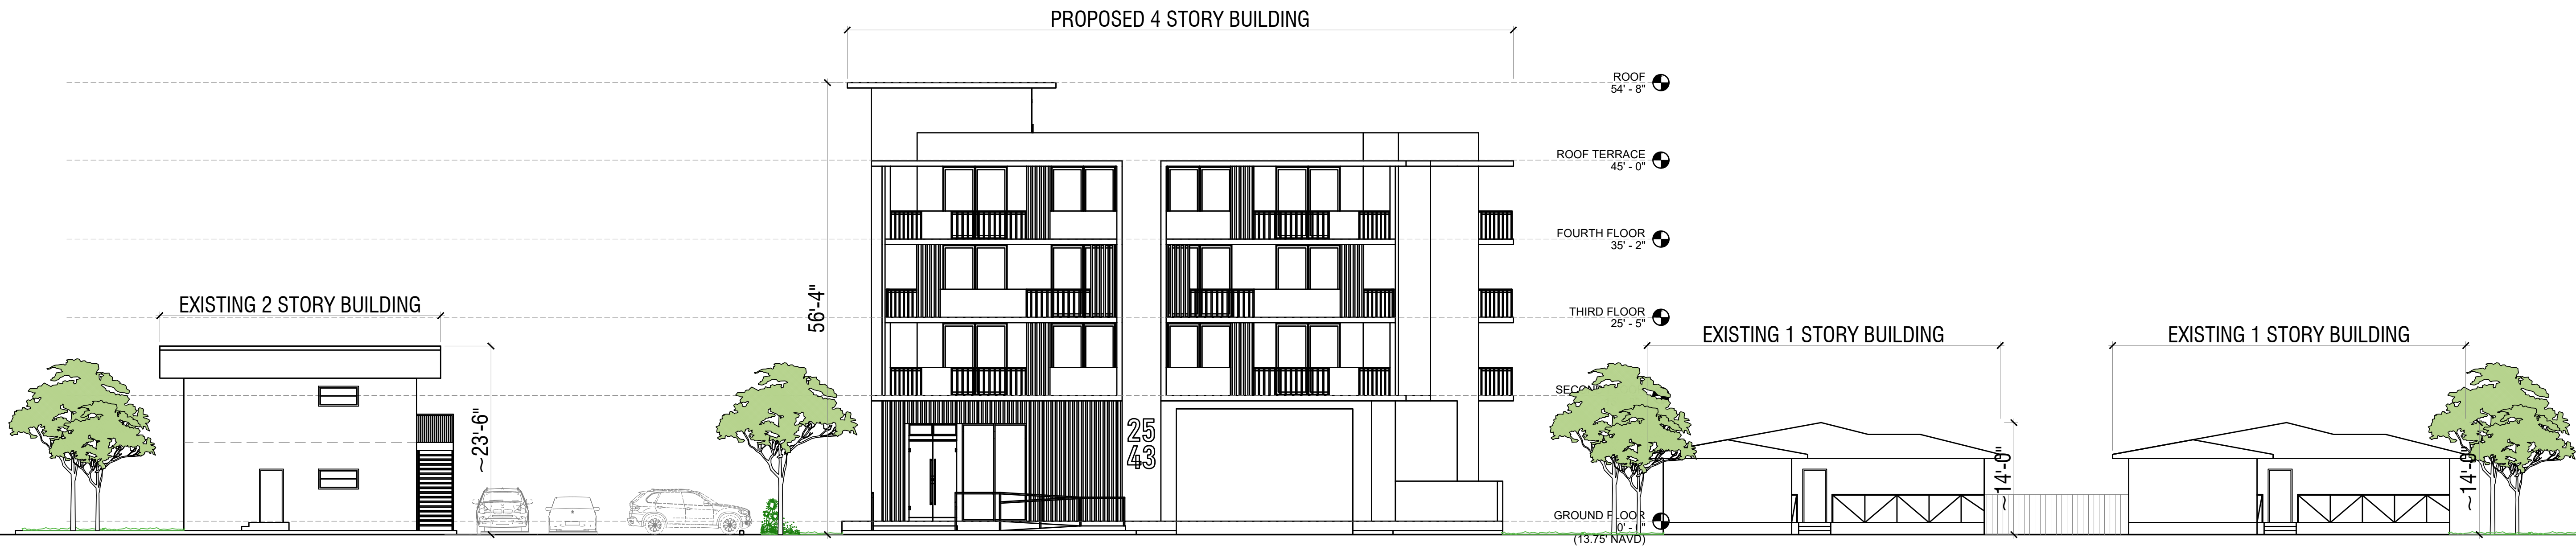 PROPOSED 4 STORY BUILDING
ROOF
54' - 8"
ROOF TERRACE
45' - 0"
FOURTH FLOOR
35' - 2"
56'-4"
EXISTING 2 STORY BUILDING
THIRD FLOOR
25' - 5"
EXISTING 1 STORY BUILDING
EXISTING 1 STORY BUILDING
~23'-6"
25
43
~14'-0"
~14'-0"
GROUND FLOOR
(13.75' NAVD)